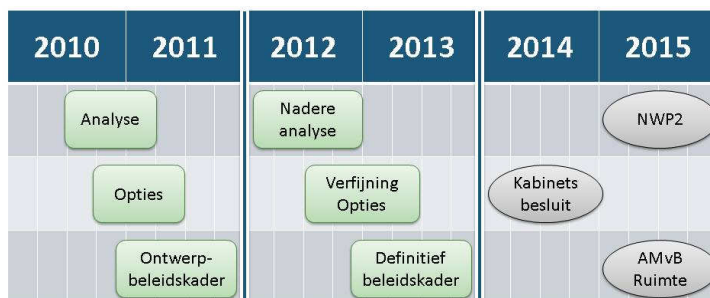 2010 2011 2012 2013 2014 2015
Analyse
Nadere
analyse
NWP2
Opties
Verfijning
Opties
Kabinets
besluit
Ontwerp-
beleidskader
Definitief
beleidskader
AMvB
Ruimte